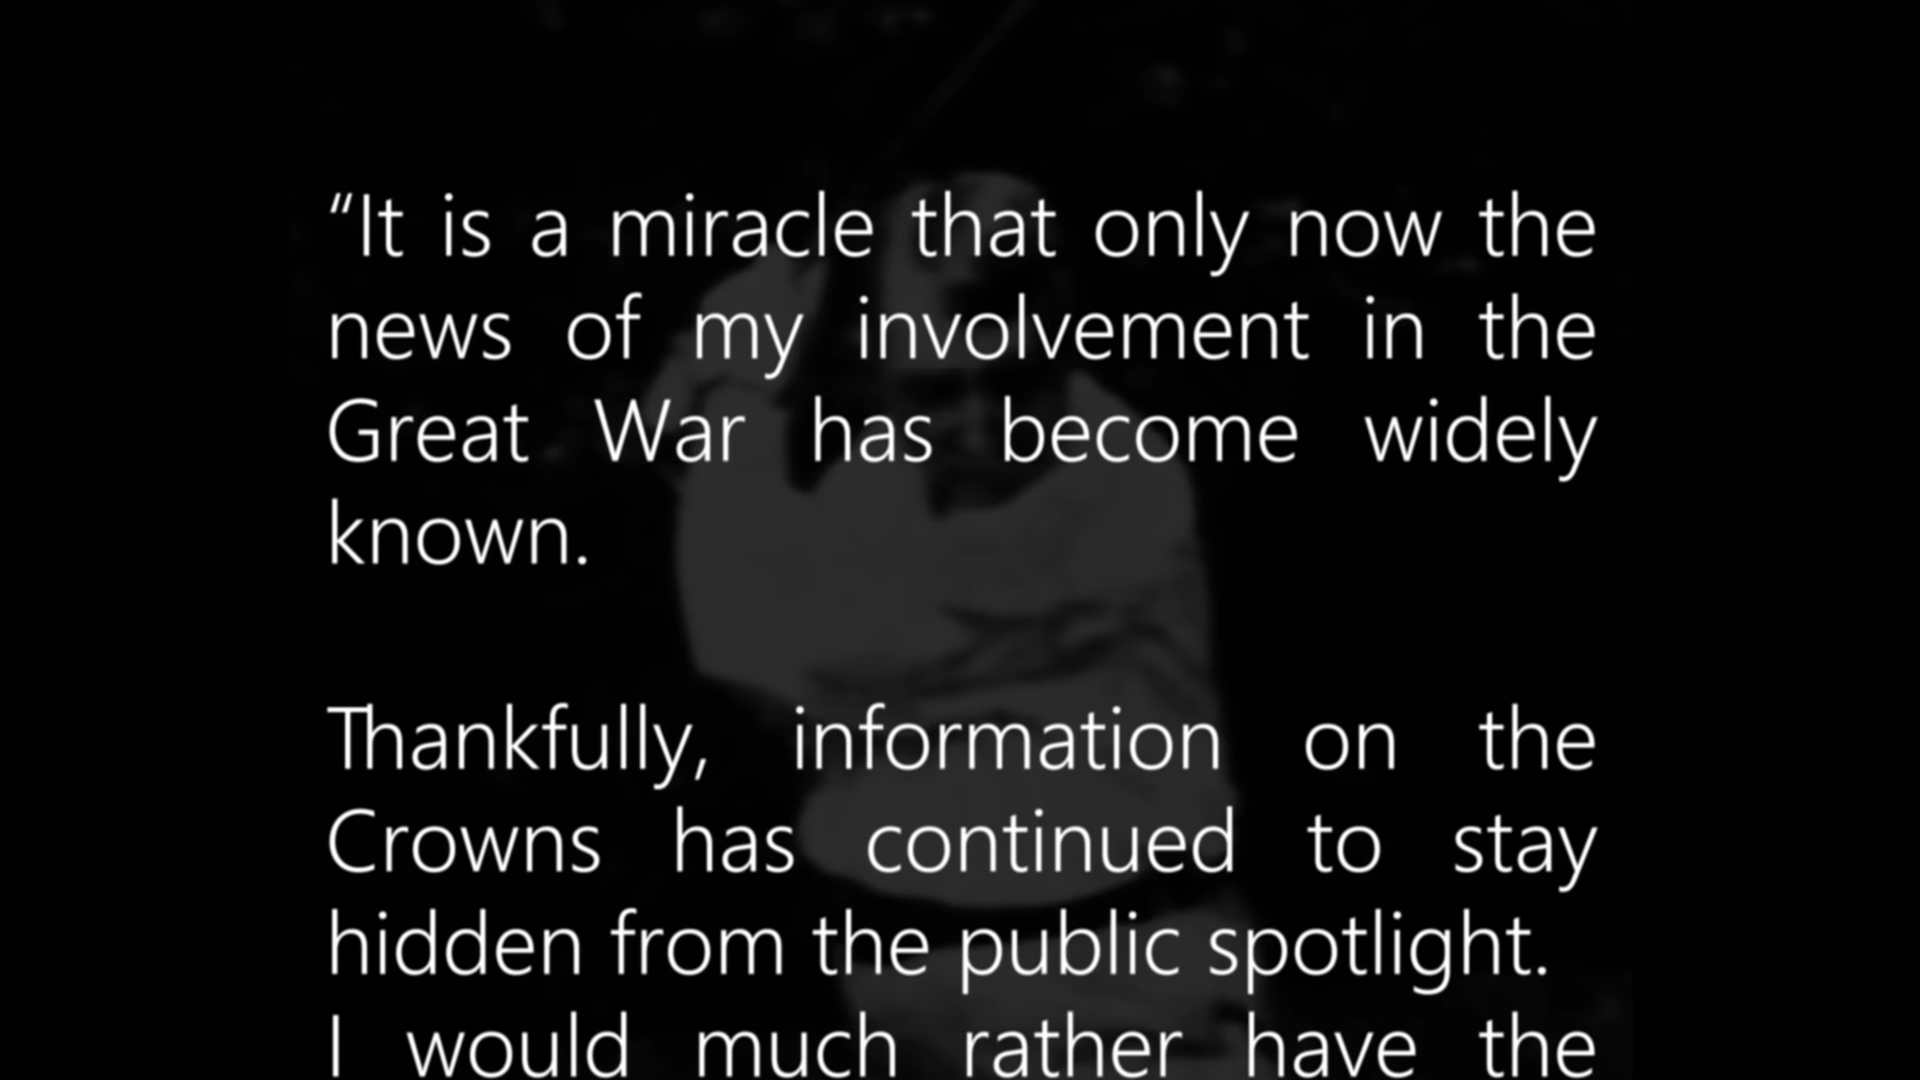 “It is a miracle that only now the
news of my involvement in the
Great War has become widely
known.
Thankfully, information on the
Crowns has continued to stay
hidden from the public spotlight.
I would much rather have the